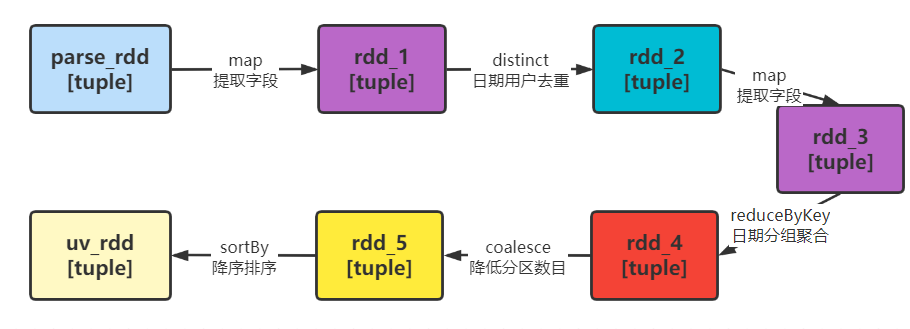 parse_rdd
[tuple]
map
提取字段
rdd_1
[tuple]
distinct
日期用户去重
rdd_2
[tuple]
map
提取字段
rdd_3
[tuple]
reduceByKey
日期分组聚合
rdd_4
[tuple]
coalesce
降低分区数目
rdd_5
[tuple]
sortBy
降序排序
uv_rdd
[tuple]